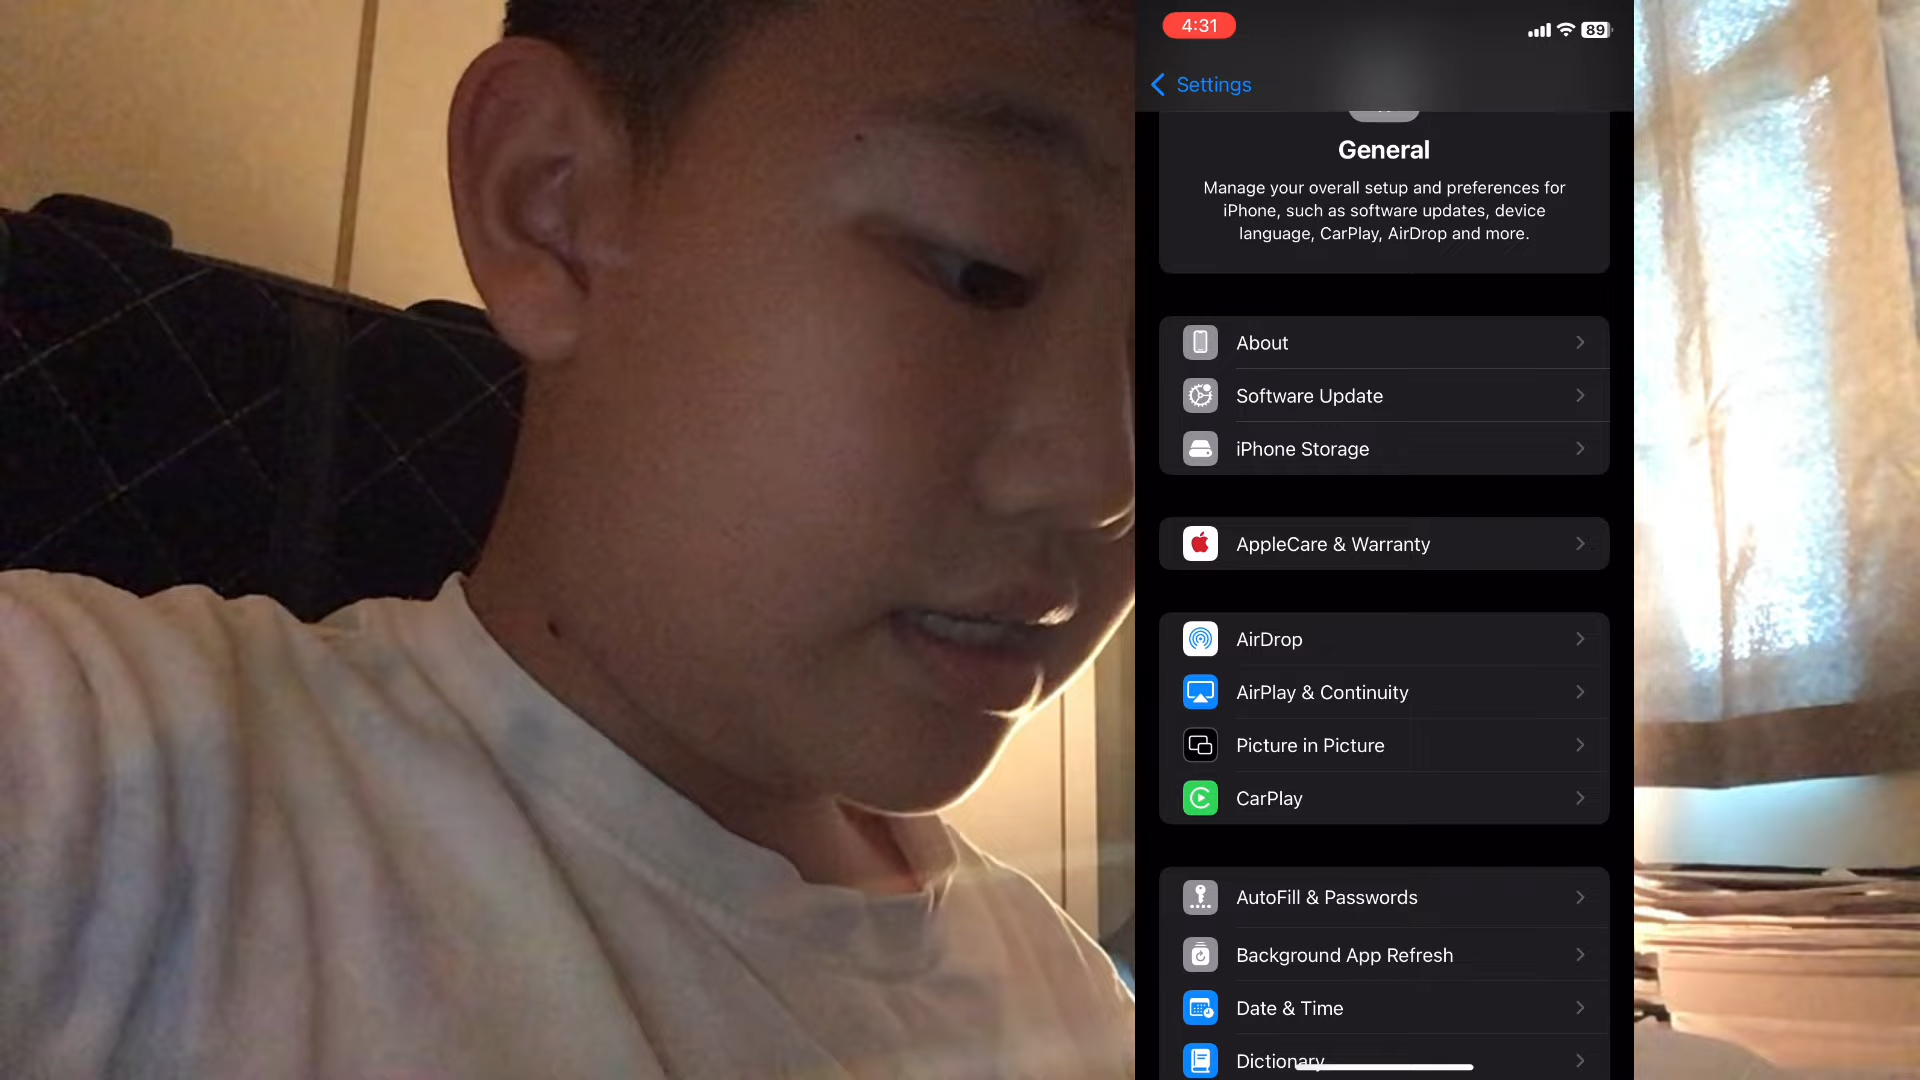 4:31
89
Settings
General
Manage your overall setup and preferences for
iPhone, such as software updates, device
language, CarPlay, AirDrop and more.
About
Software Update
iPhone Storage
AppleCare & Warranty
AirDrop
AirPlay & Continuity
Picture in Picture
CarPlay
AutoFill & Passwords
Background App Refresh
Date & Time
Dictionary